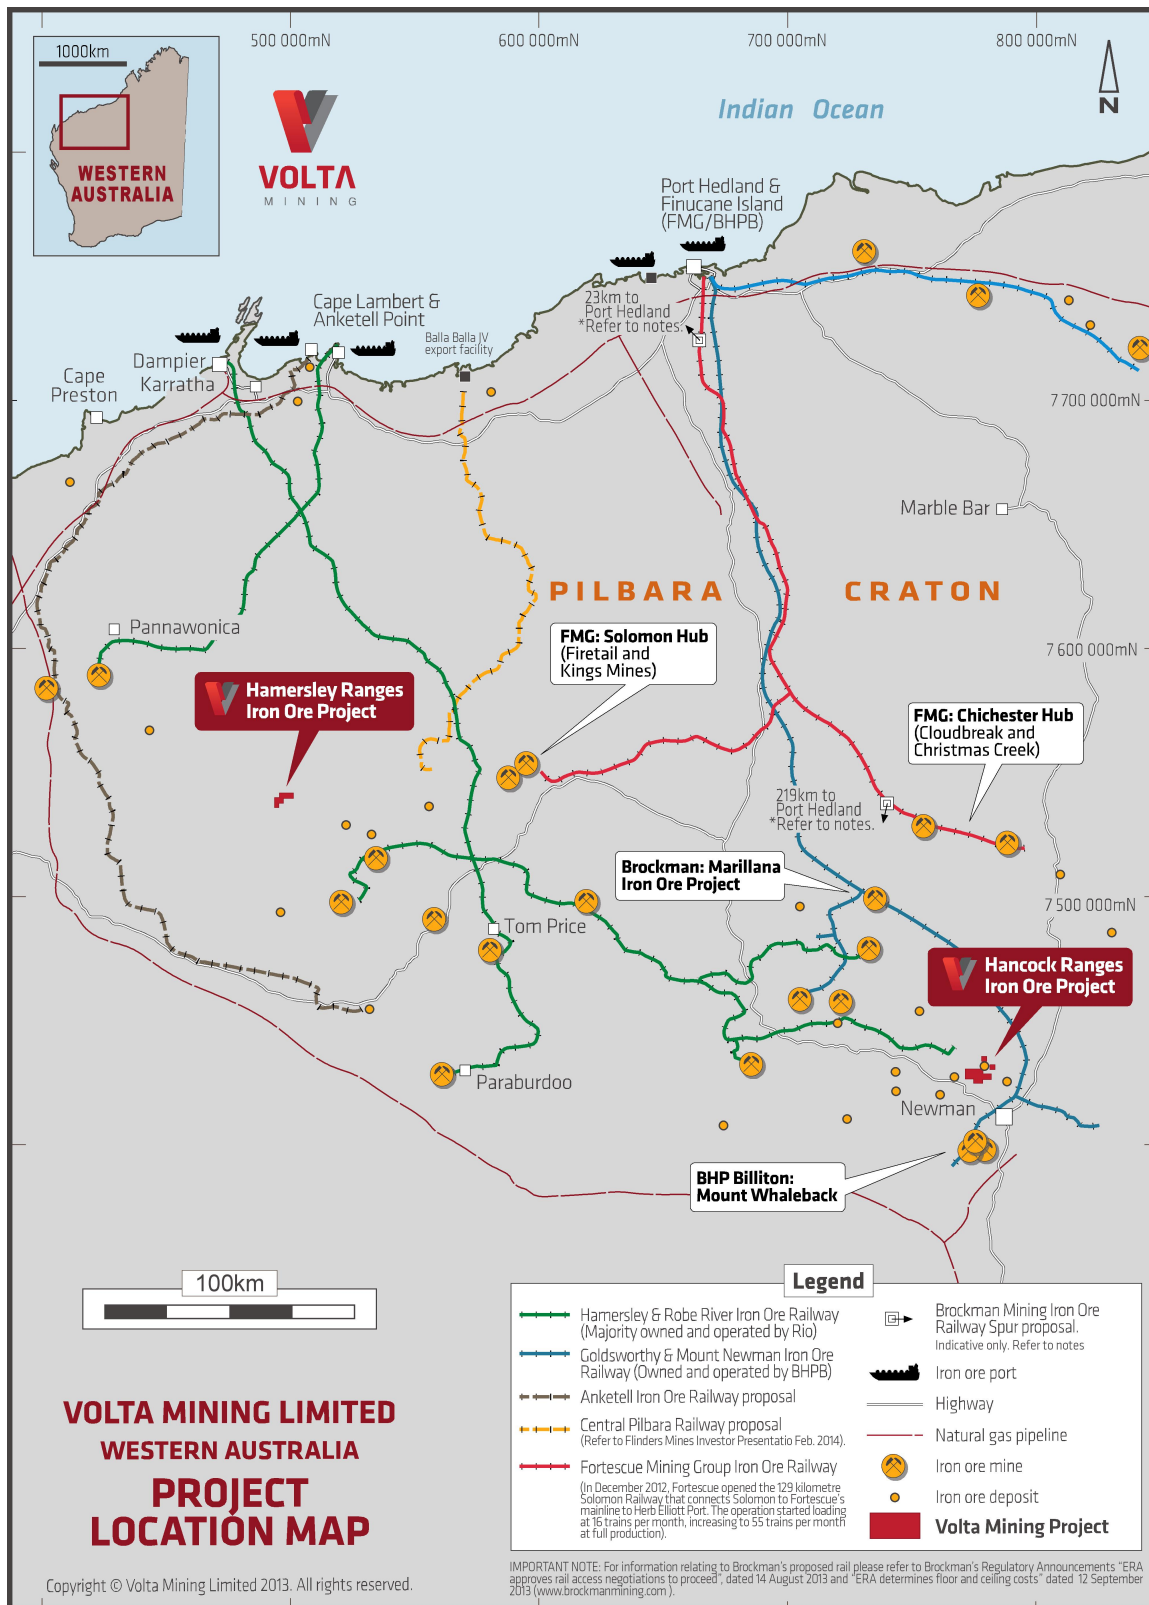 500 000mN
600 000mN
700 000mN
800 000mN
1000km
WESTERN
AUSTRALIA
VOLTA
MINING
Indian Ocean
N
Port Hedland &
Finucane Island
(FMG/BHPB)
23km to
Port Hedland
*Refer to notes.
Cape Lambert &
Anketell Point
Balla Balla JV
export facility
Dampier
Karratha
Cape
Preston
7 700 000mN
Marble Bar
PILBARA CRATON
Pannawonica
FMG: Solomon Hub
(Firetail and
Kings Mines)
7 600 000mN
Hamersley Ranges
Iron Ore Project
FMG: Chichester Hub
(Cloudbreak and
Christmas Creek)
219km to
Port Hedland
*Refer to notes.
Brockman: Marillana
Iron Ore Project
7 500 000mN
Tom Price
Hancock Ranges
Iron Ore Project
Paraburdoo
Newman
BHP Billiton:
Mount Whaleback
100km
VOLTA MINING LIMITED
WESTERN AUSTRALIA
PROJECT
LOCATION MAP
Copyright © Volta Mining Limited 2013. All rights reserved.
Legend
Hamersley & Robe River Iron Ore Railway
(Majority owned and operated by Rio)
Goldsworthy & Mount Newman Iron Ore
Railway (Owned and operated by BHPB)
Anketell Iron Ore Railway proposal
Central Pilbara Railway proposal
(Refer to Flinders Mines Investor Presentatio Feb. 2014).
Fortescue Mining Group Iron Ore Railway
(In December 2012, Fortescue opened the 129 kilometre
Solomon Railway that connects Solomon to Fortescue's
mainline to Herb Elliott Port. The operation started loading
at 16 trains per month, increasing to 55 trains per month
at full production).
Brockman Mining Iron Ore
Railway Spur proposal.
Indicative only. Refer to notes
Iron ore port
Highway
Natural gas pipeline
Iron ore mine
Iron ore deposit
Volta Mining Project
IMPORTANT NOTE: For information relating to Brockman's proposed rail please refer to Brockman's Regulatory Announcements "ERA
approves rail access negotiations to proceed", dated 14 August 2013 and "ERA determines floor and ceiling costs" dated 12 September
2013 (www.brockmanmining.com ).